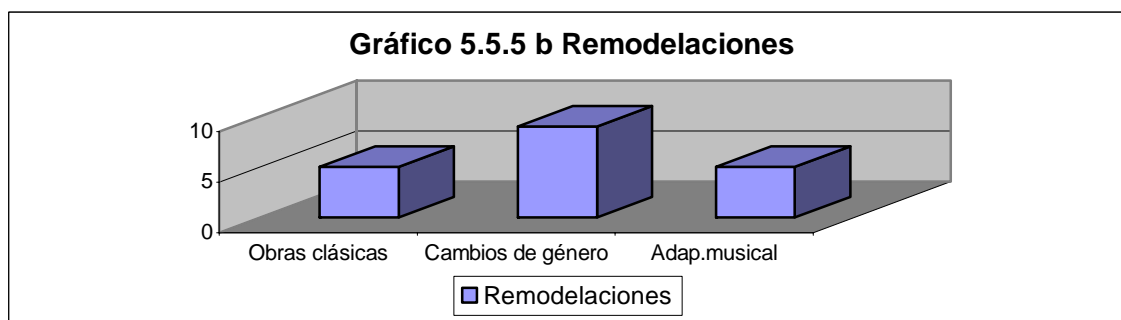 Gráfico 5.5.5 b Remodelaciones
10
5
0
Obras clásicas Cambios de género Adap.musical
Remodelaciones